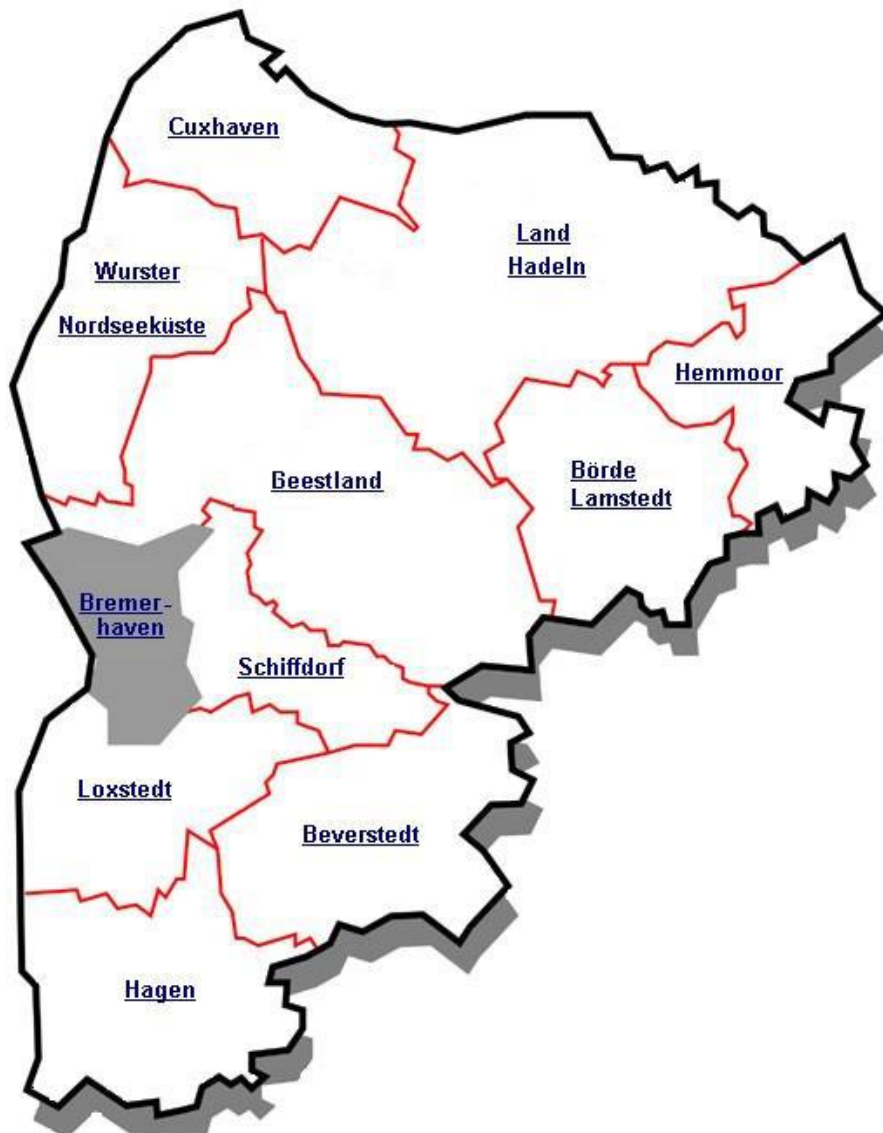 Cuxhaven
Wurster
Nordseeküste
Land
Hadeln
Hemmoor
Beestland
Börde
Lamstedt
Bremer-
haven
Schiffdorf
Loxstedt
Beverstedt
Hagen